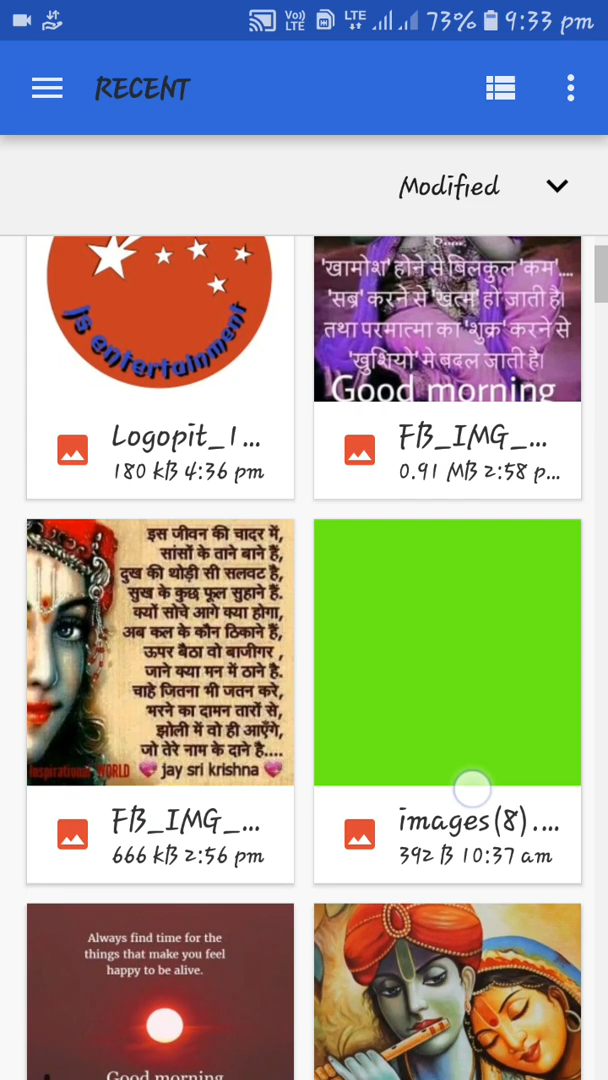 Vo)) LTE LTE 73% 9:33 pm
RECENT
Modified
JS entertainment
'खामोश' होने से बिलकुल 'कम'....
'सब्र' करने से 'खत्म' हो जाती है।
तथा परमात्मा का 'शुक्र' करने से
'खुशियो' मे बदल जाती है।
Good morning
Logopit_1...
180 kB 4:36 pm
FB_IMG_...
0.91 MB 2:58 p...
इस जीवन की चादर में,
सांसों के ताने बाने हैं,
दुख की थोड़ी सी सलवट है,
सुख के कुछ फूल सुहाने हैं.
क्यों सोचे आगे क्या होगा,
अब कल के कौन ठिकाने हैं,
ऊपर बैठा वो बाजीगर ,
जाने क्या मन में ठाने है.
चाहे जितना भी जतन करे,
भरने का दामन तारों से,
झोली में वो ही आएँगे,
जो तेरे नाम के दाने है....
Inspirational WORLD jay sri krishna
FB_IMG_...
666 kB 2:56 pm
images(8)....
392 B 10:37 am
Always find time for the
things that make you feel
happy to be alive.
Good morning